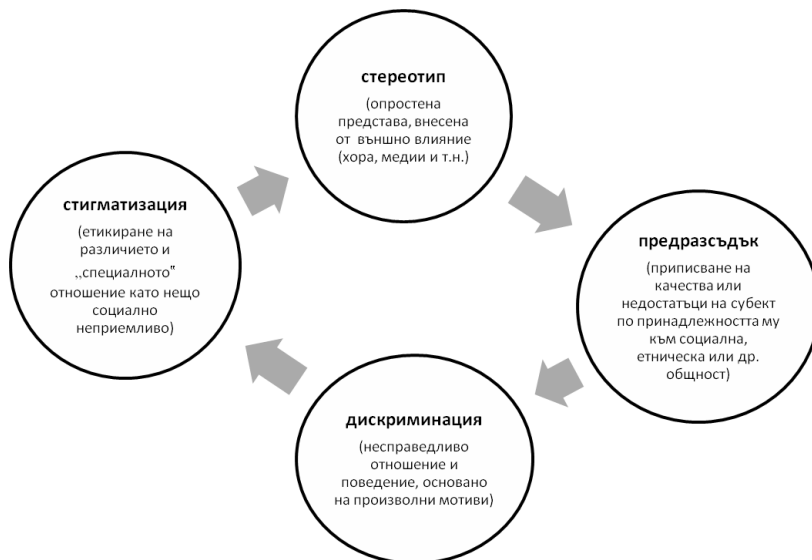 стереотип
(опростена
представа, внесена
от външно влияние
(хора, медии и т.н.)
предразсъдък
(приписване на
качества или
недостатъци на субект
по принадлежността му
към социална,
етническа или др.
общност)
дискриминация
(несправедливо
отношение и
поведение, основано
на произволни мотиви)
стигматизация
(етикиране на
различието и
„специалното“
отношение като нещо
социално
неприемливо)